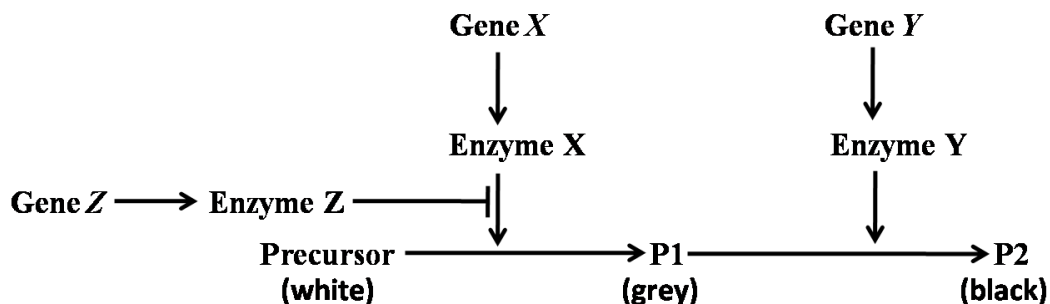 Gene X Gene Y
Enzyme X Enzyme Y
Gene Z Enzyme Z
Precursor P1 P2
(white) (grey) (black)